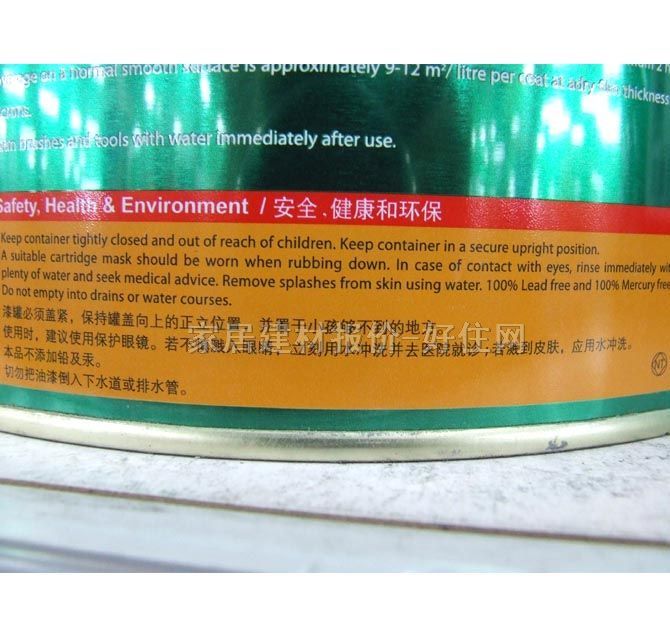 on a normal smooth surface is approximately 9-12 m²/ litre per coat at a dry film thickness
brushes and tools with water immediately after use.
Safety, Health & Environment / 安全、健康和环保
Keep container tightly closed and out of reach of children. Keep container in a secure upright position.
A suitable cartridge mask should be worn when rubbing down. In case of contact with eyes, rinse immediately wi
plenty of water and seek medical advice. Remove splashes from skin using water. 100% Lead free and 100% Mercury free
Do not empty into drains or water courses.
漆罐必须盖紧，保持罐盖向上的正立位置，并置于小孩够不到的地方。
使用时，建议使用保护眼镜。若不慎溅入眼睛，立刻用水冲洗并去医院就诊，若液到皮肤，应用水冲洗。
本品不添加铅及汞。
切勿把油漆倒入下水道或排水管。
NT
家居建材报价-好住网